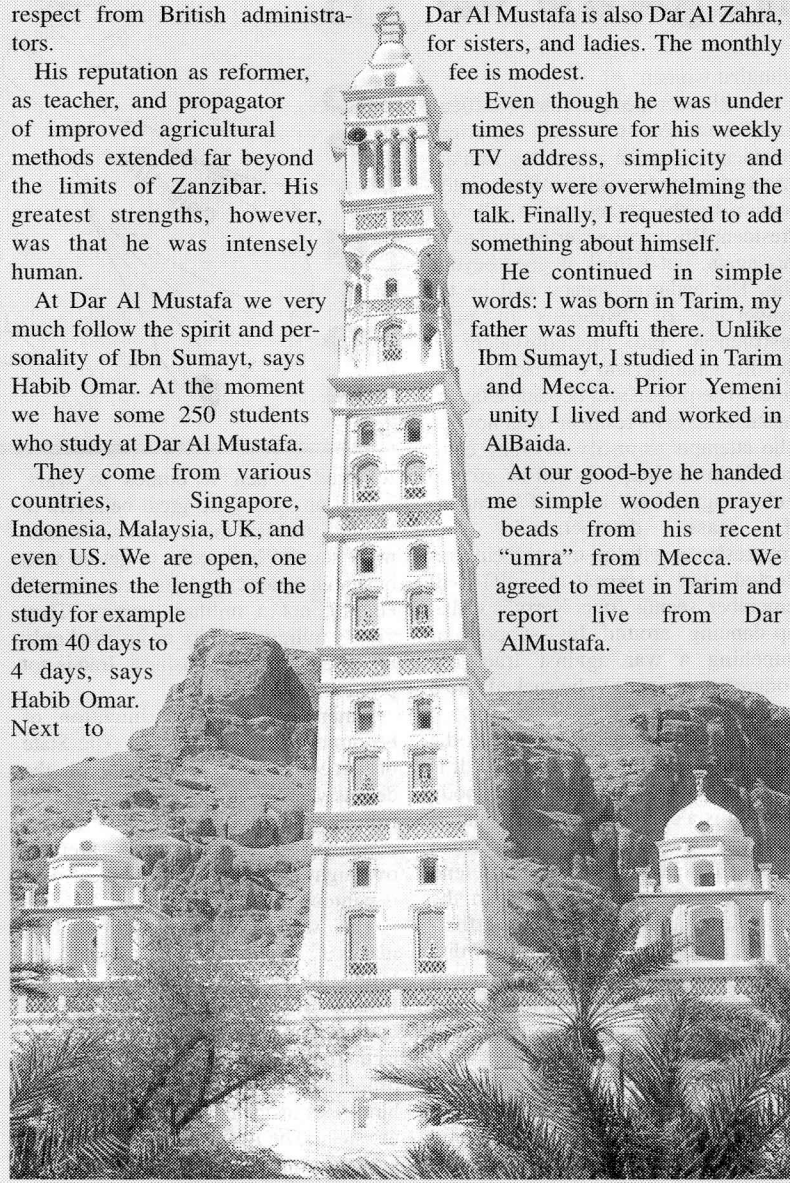 respect from British administra-
tors.
His reputation as reformer,
as teacher, and propagator
of improved agricultural
methods extended far beyond
the limits of Zanzibar. His
greatest strengths, however,
was that he was intensely
human.
At Dar Al Mustafa we very
much follow the spirit and per-
sonality of Ibn Sumayt, says
Habib Omar. At the moment
we have some 250 students
who study at Dar Al Mustafa.
They come from various
countries, Singapore,
Indonesia, Malaysia, UK, and
even US. We are open, one
determines the length of the
study for example
from 40 days to
4 days, says
Habib Omar.
Next to
Dar Al Mustafa is also Dar Al Zahra,
for sisters, and ladies. The monthly
fee is modest.
Even though he was under
times pressure for his weekly
TV address, simplicity and
modesty were overwhelming the
talk. Finally, I requested to add
something about himself.
He continued in simple
words: I was born in Tarim, my
father was mufti there. Unlike
Ibm Sumayt, I studied in Tarim
and Mecca. Prior Yemeni
unity I lived and worked in
AlBaida.
At our good-bye he handed
me simple wooden prayer
beads from his recent
“umra” from Mecca. We
agreed to meet in Tarim and
report live from Dar
AlMustafa.